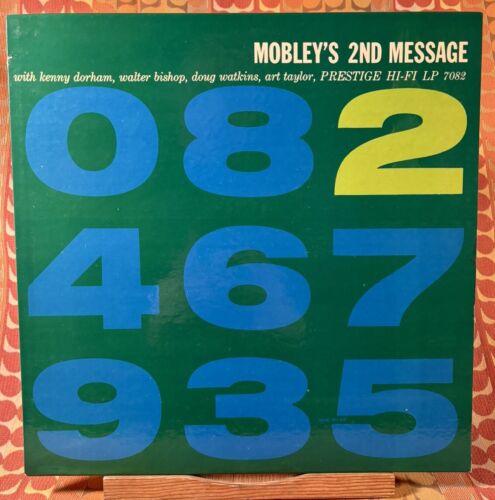 MOBLEY'S 2ND MESSAGE
with kenny dorham, walter bishop, doug watkins, art taylor, PRESTIGE HI-FI LP 7082
082
467
935